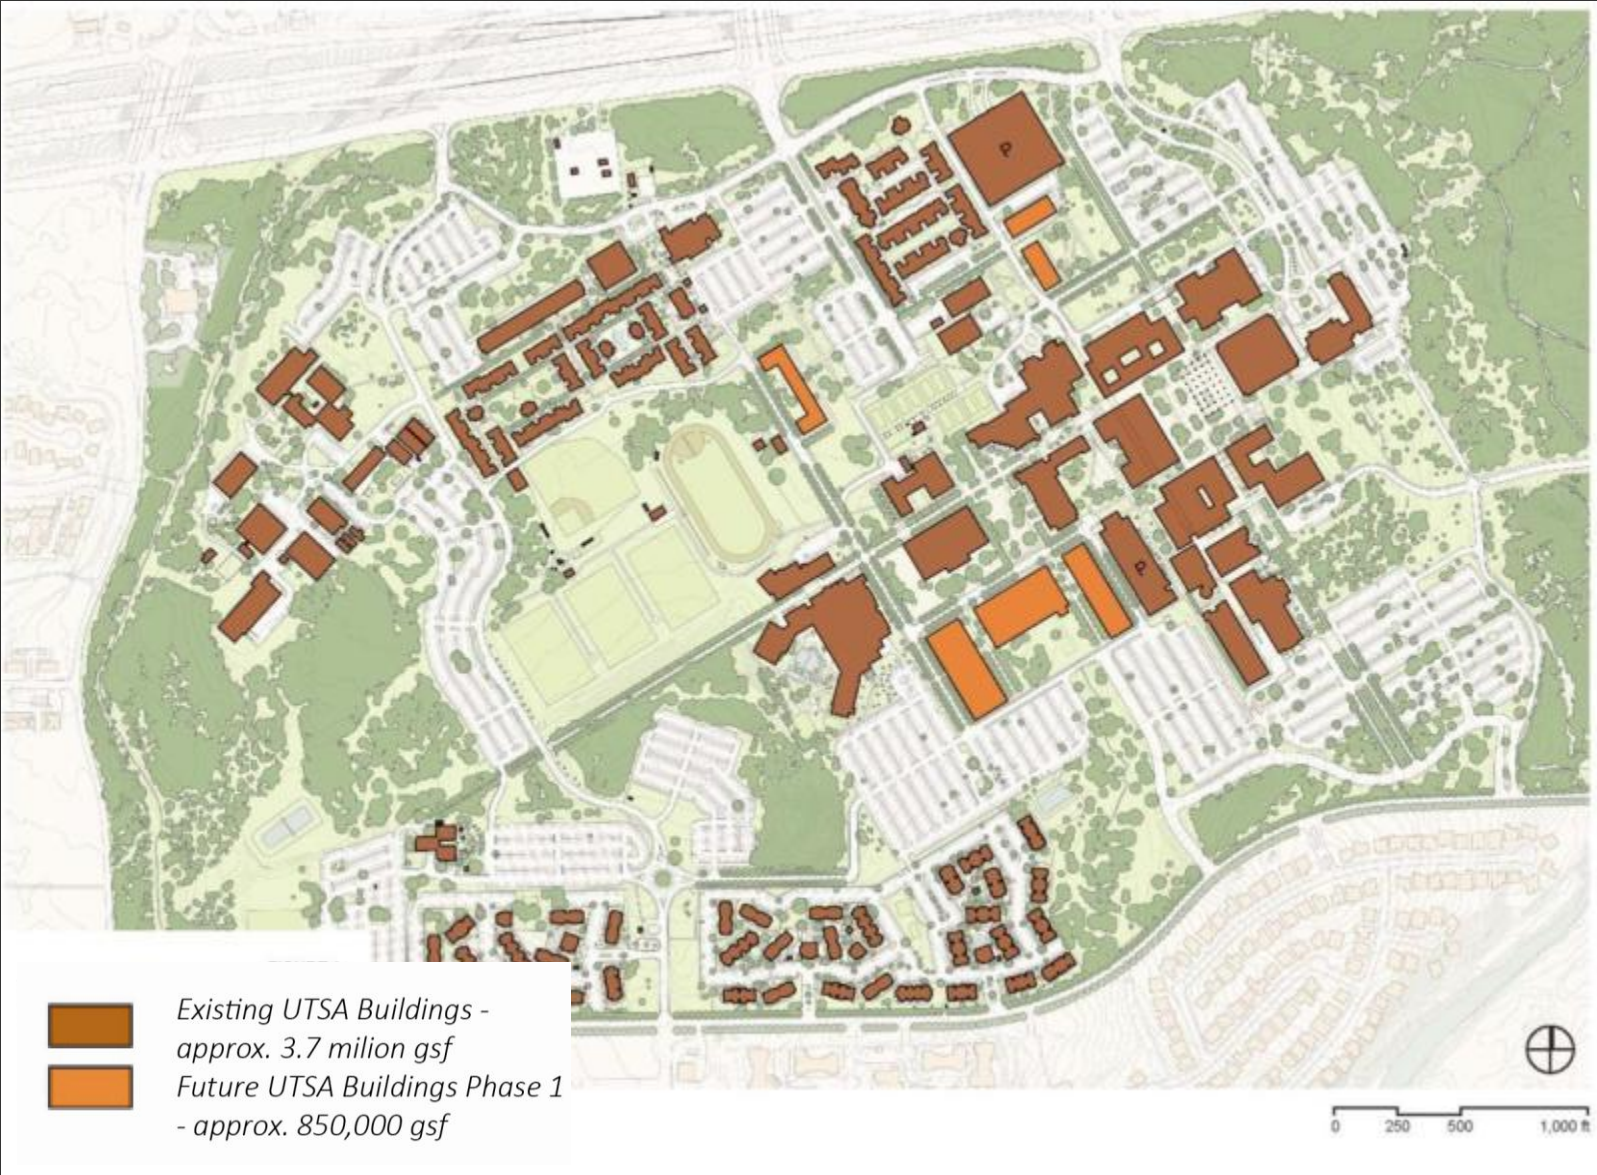 P
P
Existing UTSA Buildings -
approx. 3.7 milion gsf
Future UTSA Buildings Phase 1
- approx. 850,000 gsf
0 250 500 1,000 ft